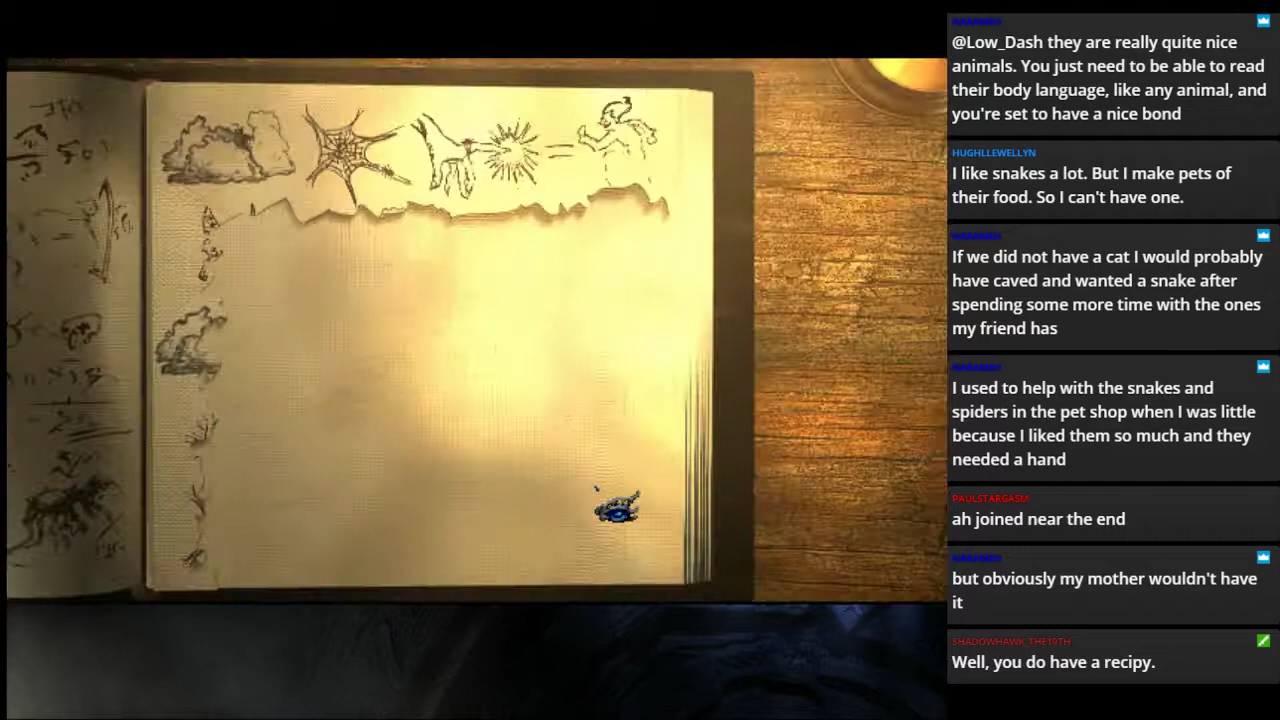 @Low_Dash they are really quite nice
animals. You just need to be able to read
their body language, like any animal, and
you're set to have a nice bond
HUGHLLEWELLYN
I like snakes a lot. But I make pets of
their food. So I can't have one.
If we did not have a cat I would probably
have caved and wanted a snake after
spending some more time with the ones
my friend has
I used to help with the snakes and
spiders in the pet shop when I was little
because I liked them so much and they
needed a hand
PAULSTARGASM
ah joined near the end
but obviously my mother wouldn't have
it
SHADOWHAWK_THE19TH
Well, you do have a recipy.